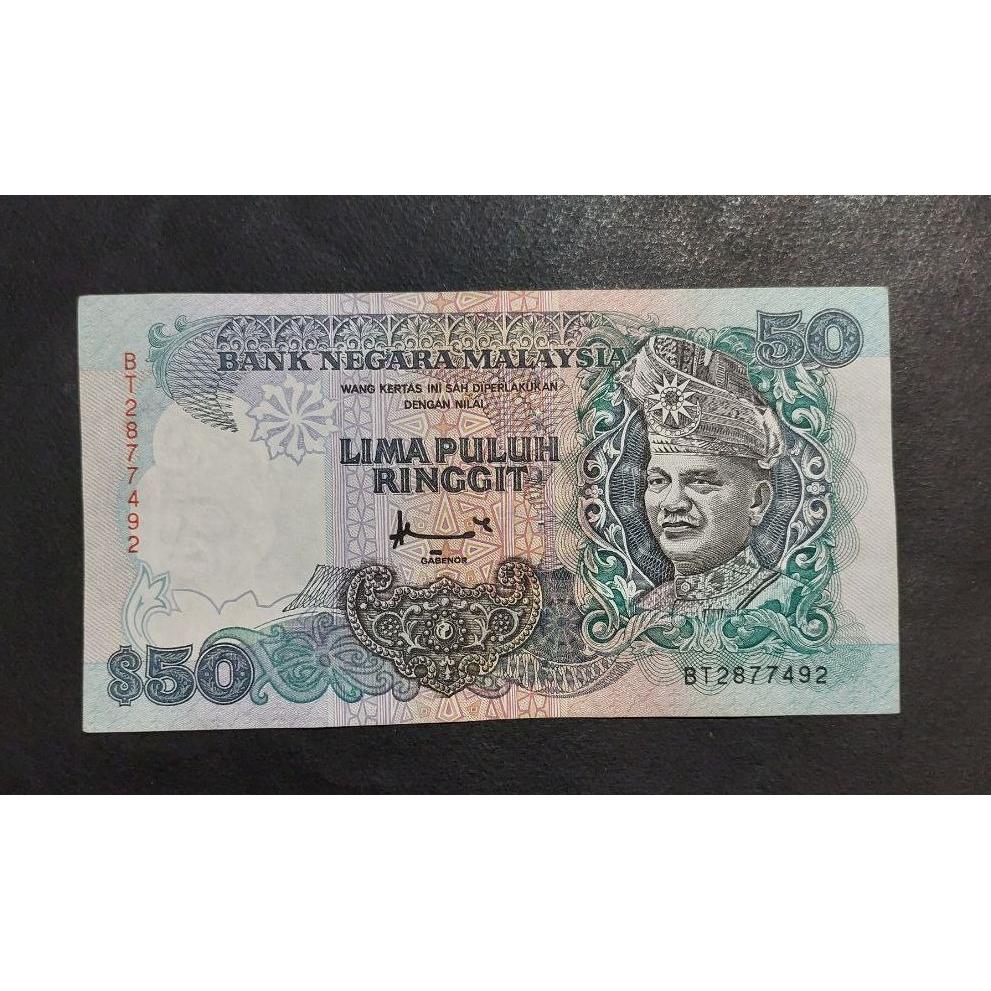 50
BANK NEGARA MALAYSIA
WANG KERTAS INI SAH DIPERLAKUKAN
DENGAN NILAI
LIMA PULUH
RINGGIT
GABENOR
BT2877492
$50
BT2877492